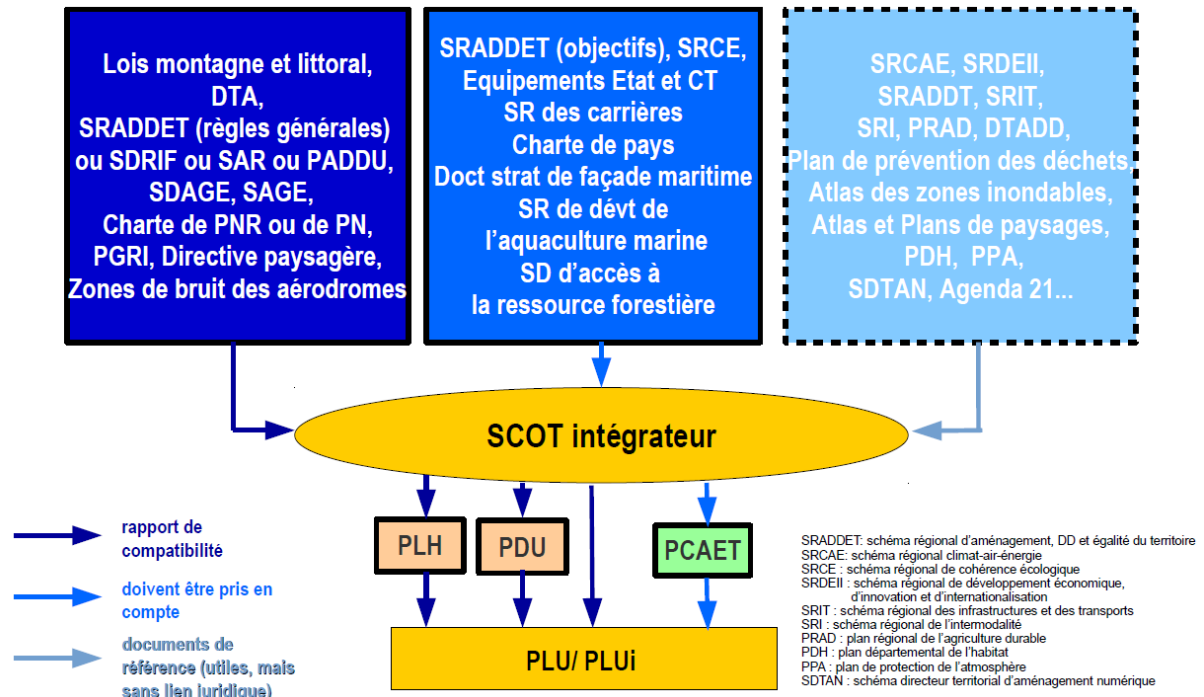 Lois montagne et littoral,
DTA,
SRADDET (règles générales)
ou SDRIF ou SAR ou PADDU,
SDAGE, SAGE,
Charte de PNR ou de PN,
PGRI, Directive paysagère,
Zones de bruit des aérodromes
SRADDET (objectifs), SRCE,
Equipements Etat et CT
SR des carrières
Charte de pays
Doct strat de façade maritime
SR de dévt de
l'aquaculture marine
SD d'accès à
la ressource forestière
SRCAE, SRDEII,
SRADDT, SRIT,
SRI, PRAD, DTADD,
Plan de prévention des déchets,
Atlas des zones inondables,
Atlas et Plans de paysages,
PDH, PPA,
SDTAN, Agenda 21...
SCOT intégrateur
PLH
PDU
PCAET
PLU/ PLUi
rapport de
compatibilité
doivent être pris en
compte
documents de
référence (utiles, mais
sans lien juridique)
SRADDET: schéma régional d'aménagement, DD et égalité du territoire
SRCAE: schéma régional climat-air-énergie
SRCE : schéma régional de cohérence écologique
SRDEII : schéma régional de développement économique,
d'innovation et d'internationalisation
SRIT : schéma régional des infrastructures et des transports
SRI : schéma régional de l'intermodalité
PRAD : plan régional de l'agriculture durable
PDH : plan départemental de l'habitat
PPA : plan de protection de l'atmosphère
SDTAN : schéma directeur territorial d'aménagement numérique